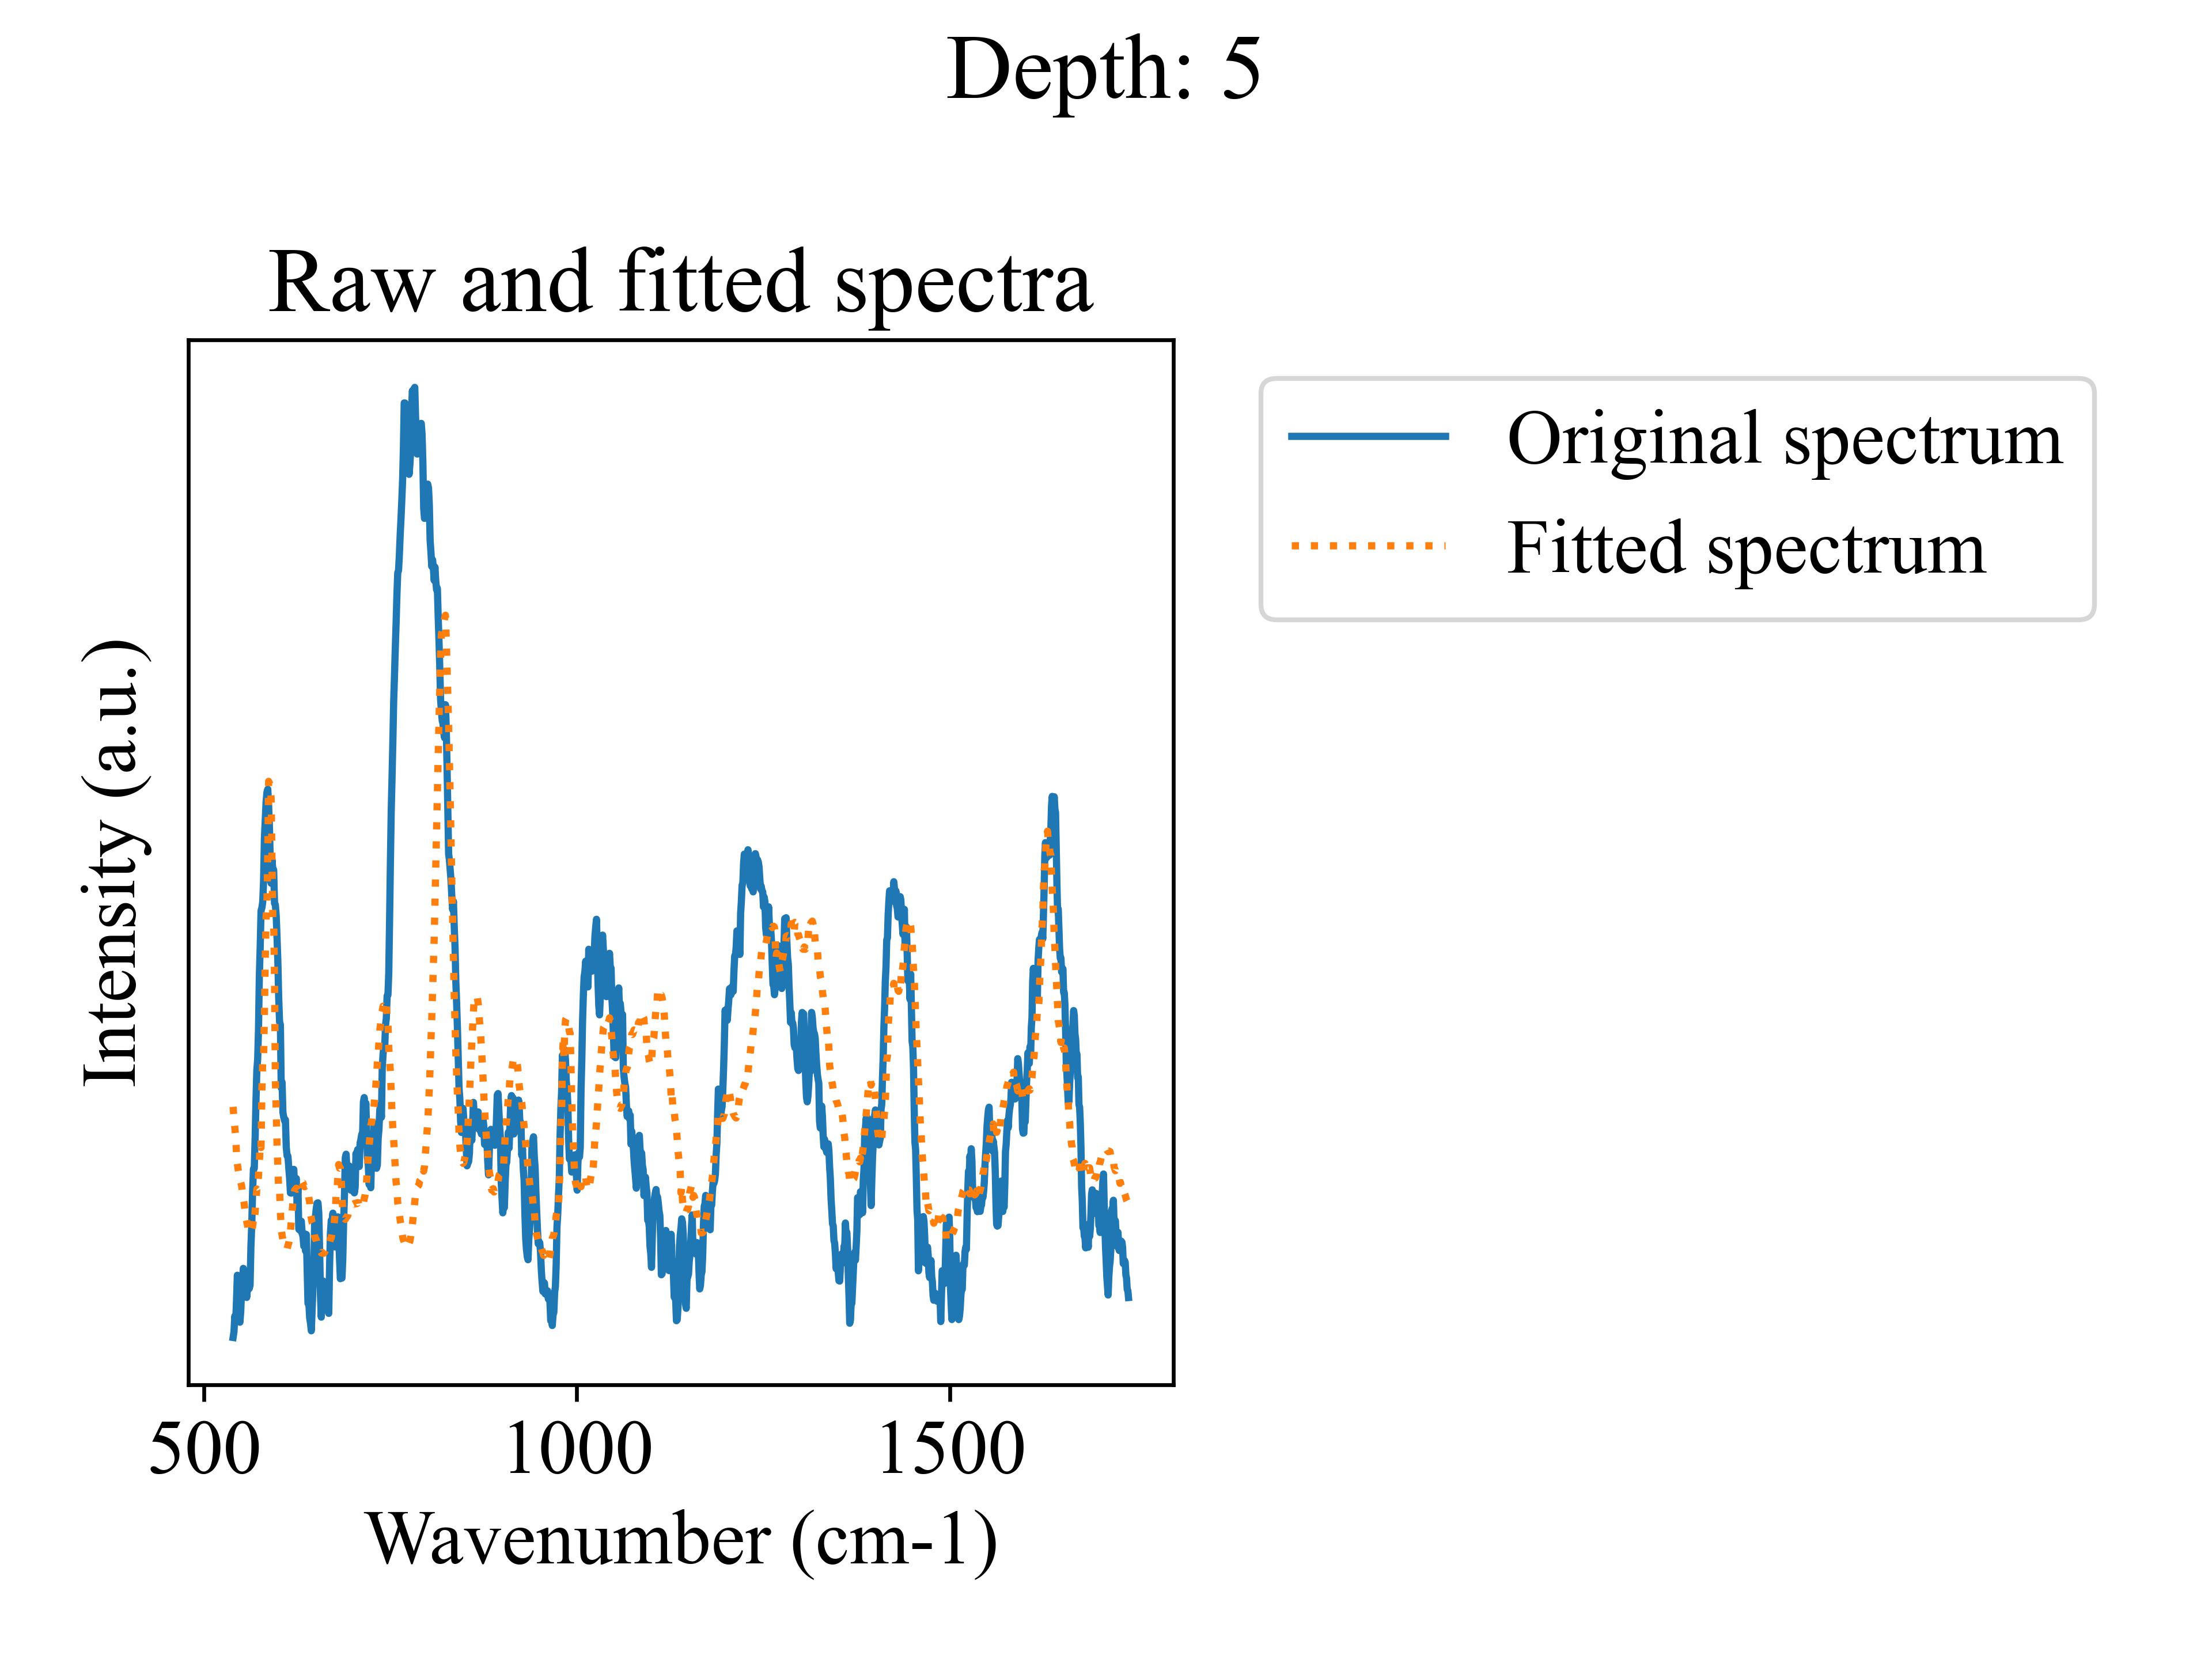 Depth: 5
Raw and fitted spectra
Original spectrum
Fitted spectrum
Intensity (a.u.)
500 1000 1500
Wavenumber (cm-1)